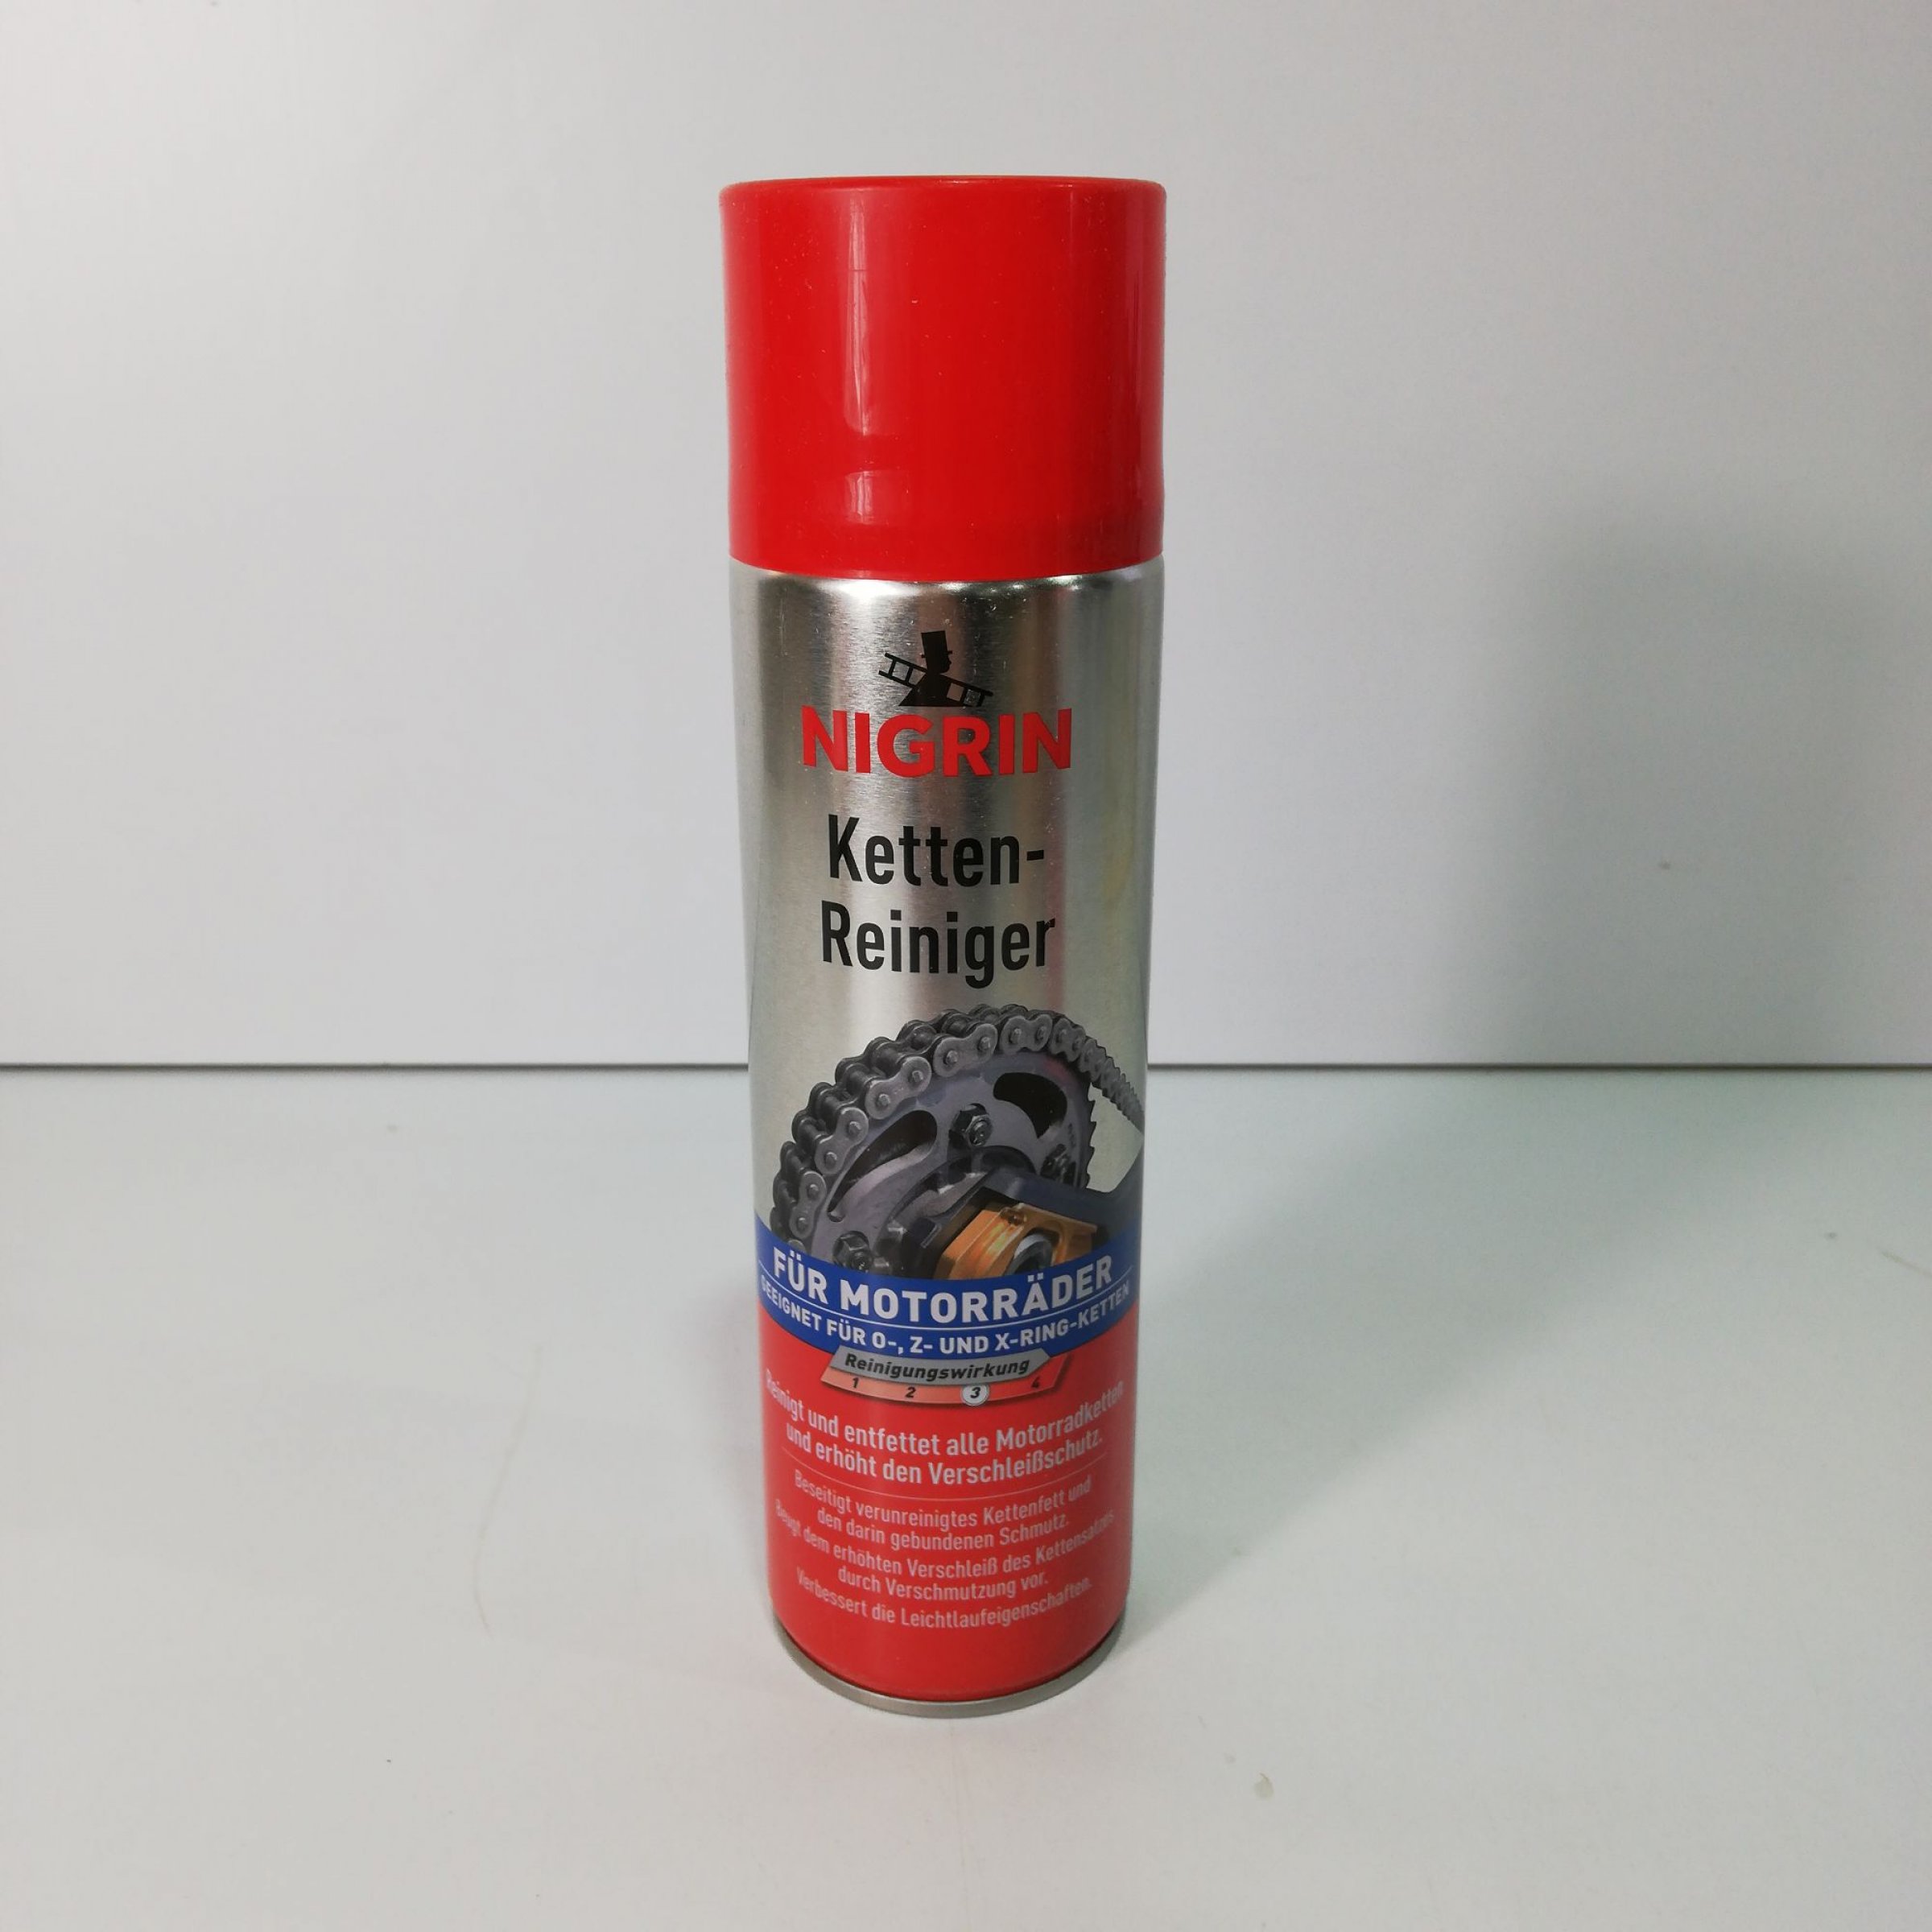 NIGRIN
Ketten-
Reiniger
FÜR MOTORRÄDER
GEEIGNET FÜR O-, Z- UND X-RING-KETTEN
Reinigungswirkung
1 2 3 4
Reinigt und entfettet alle Motorradketten
und erhöht den Verschleißschutz.
Beseitigt verunreinigtes Kettenfett und
den darin gebundenen Schmutz.
Beugt dem erhöhten Verschleiß des Kettensatzes
durch Verschmutzung vor.
Verbessert die Leichtlaufeigenschaften.